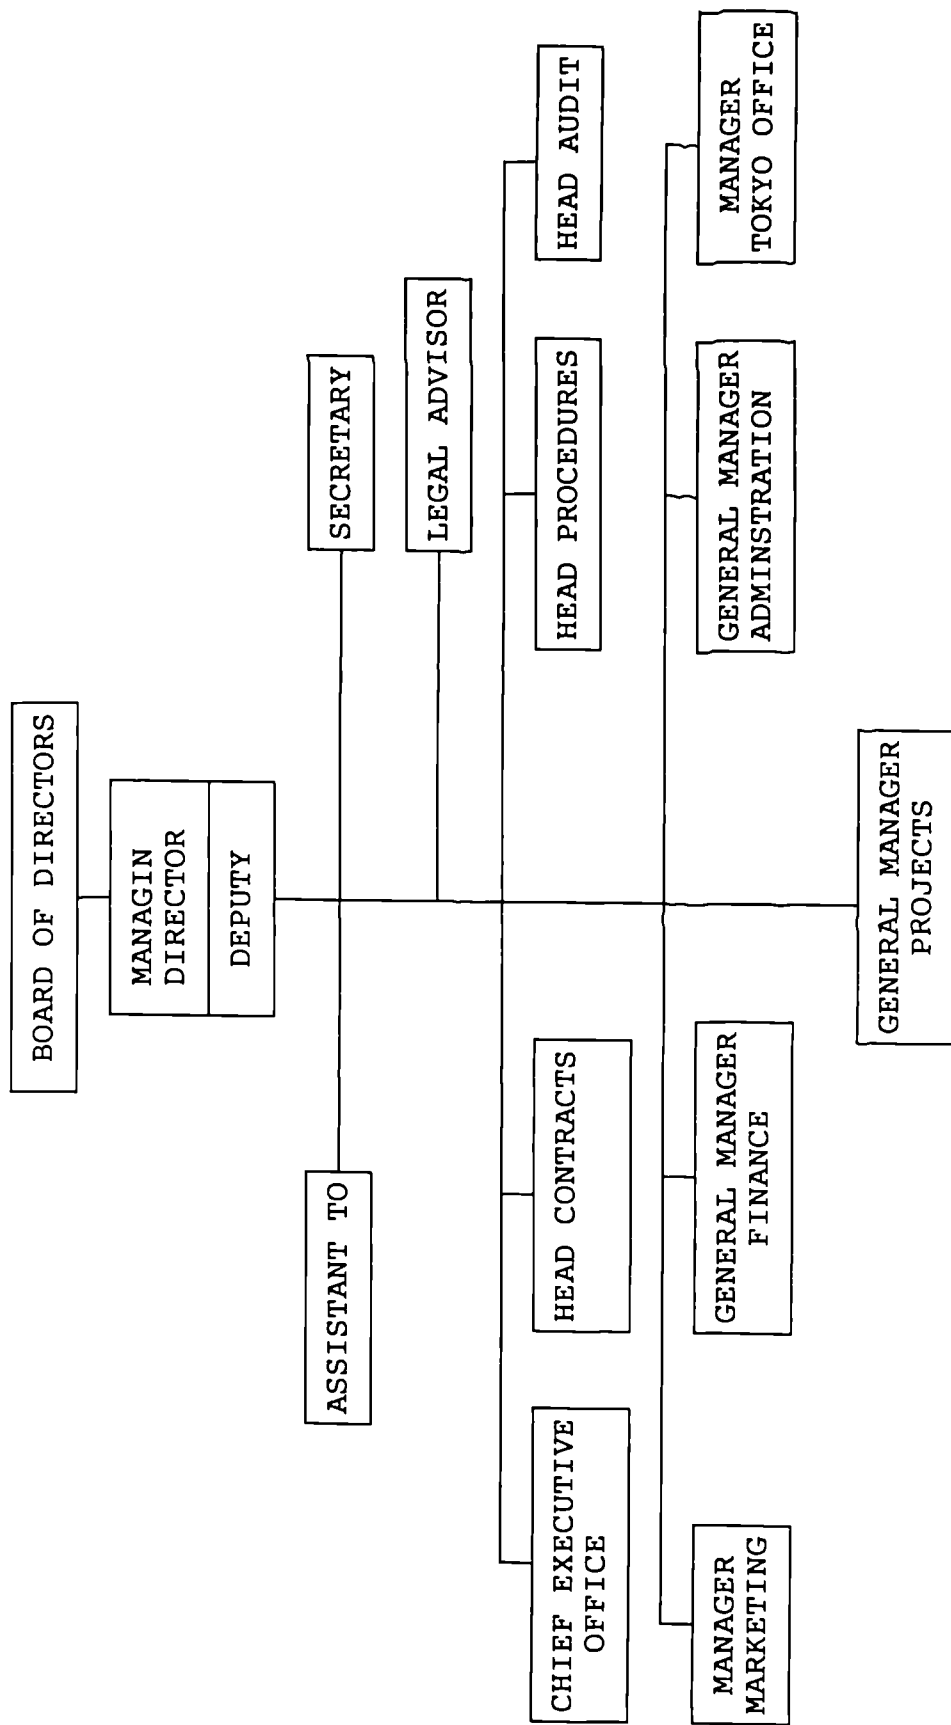 BOARD OF DIRECTORS
MANAGIN
DIRECTOR
DEPUTY
ASSISTANT TO
SECRETARY
LEGAL ADVISOR
CHIEF EXECUTIVE
OFFICE
HEAD CONTRACTS
HEAD PROCEDURES
HEAD AUDIT
MANAGER
MARKETING
GENERAL MANAGER
FINANCE
GENERAL MANAGER
ADMINSTRATION
MANAGER
TOKYO OFFICE
GENERAL MANAGER
PROJECTS